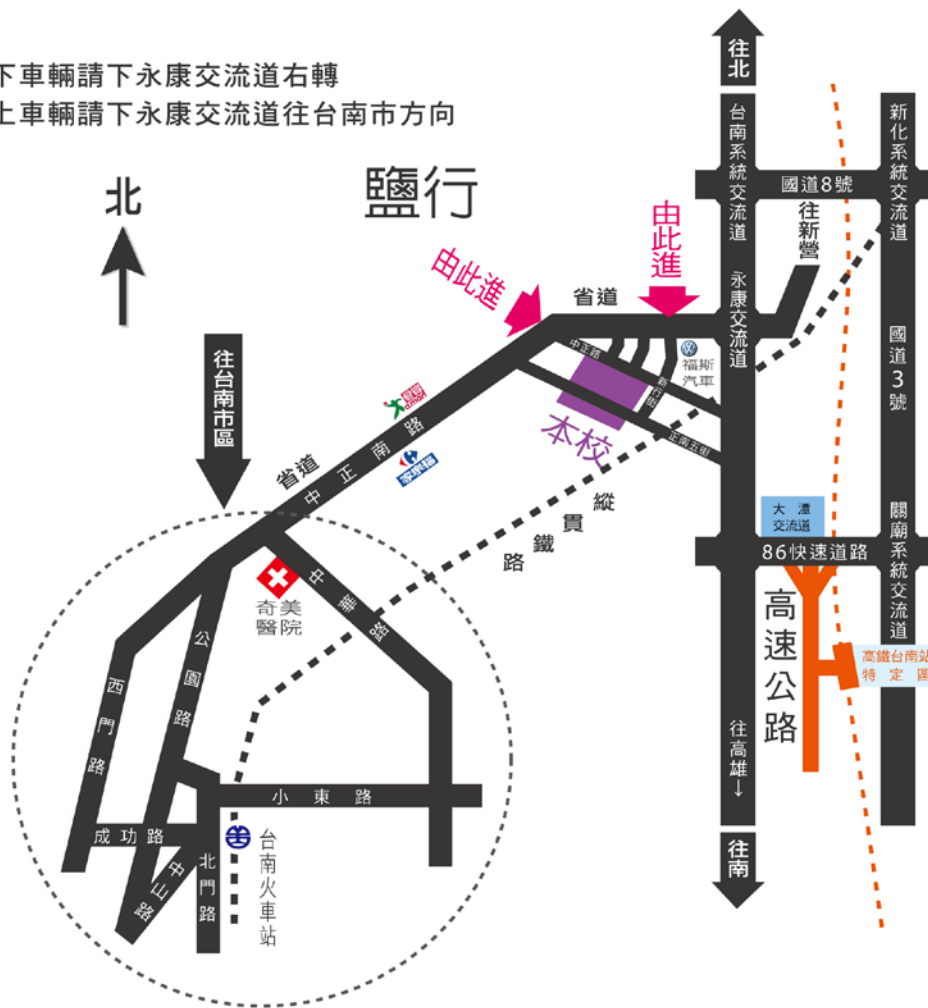 下車輛請下永康交流道右轉
上車輛請下永康交流道往台南市方向
往北
北
鹽行
台南系統交流道
新化系統交流道
國道8號
往新營
由此進
由此進
省道
永康交流道
國道3號
中正路
福斯
汽車
新行街
往台南市區
本校
正南五街
省道
中正南路
家樂福
縱貫鐵路
大潭
交流道
86快速道路
關廟系統交流道
奇美
醫院
中華路
高速公路
高鐵台南站
特定區
公園路
西門路
往高雄↓
小東路
成功路
中山路
北門路
台南火車站
往南